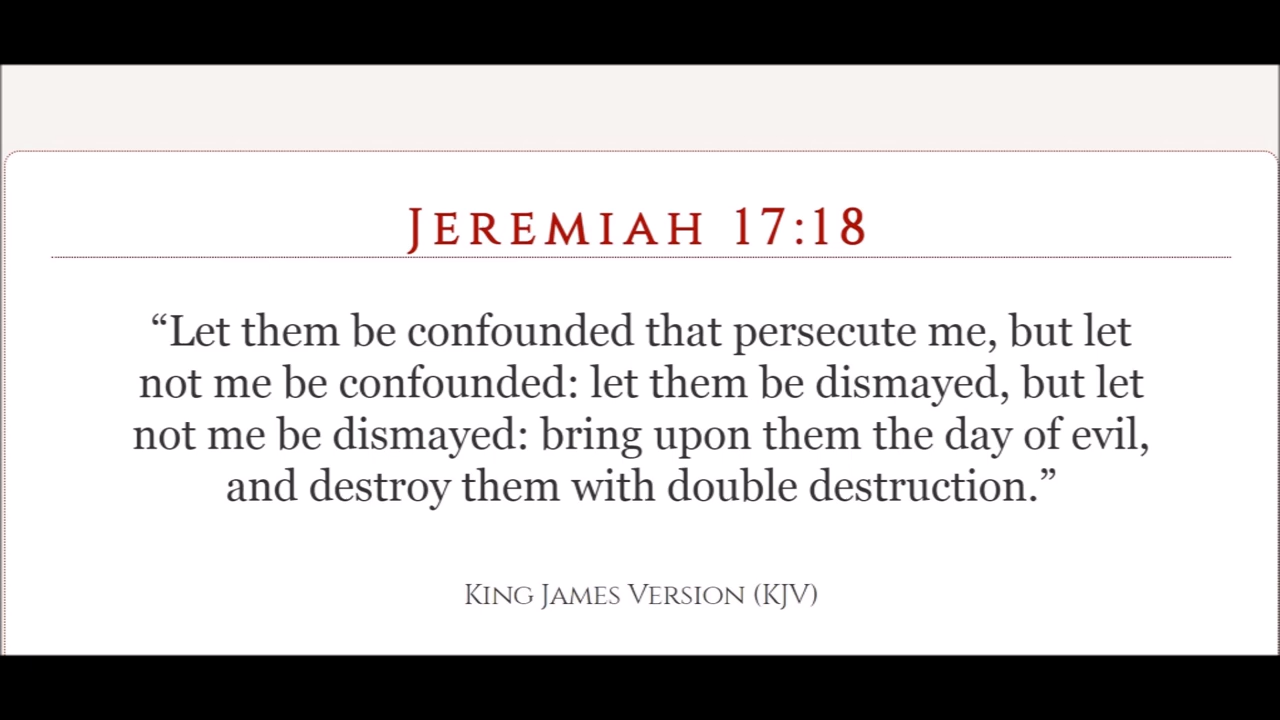 Jeremiah 17:18
“Let them be confounded that persecute me, but let
not me be confounded: let them be dismayed, but let
not me be dismayed: bring upon them the day of evil,
and destroy them with double destruction.”
King James Version (KJV)